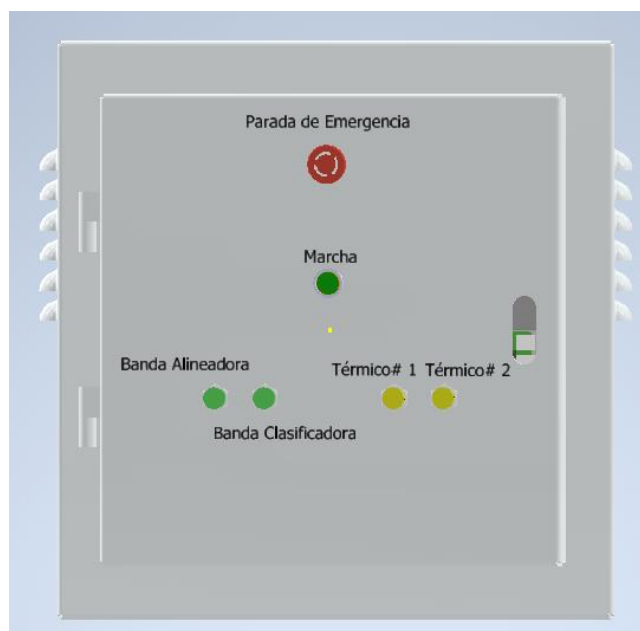 Parada de Emergencia
Marcha
Banda Alineadora
Térmico# 1 Térmico# 2
Banda Clasificadora